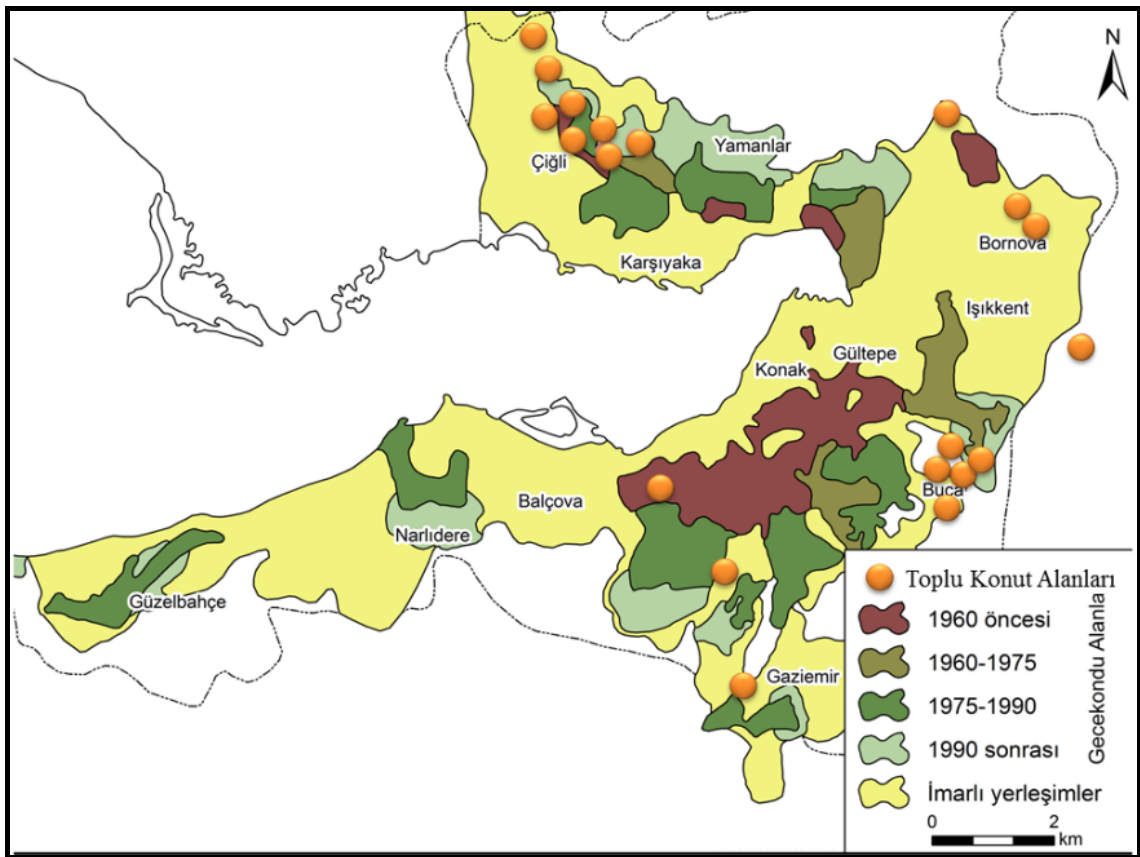 N
Yamanlar
Çiğli
Bornova
Karşıyaka
Işıkkent
Gültepe
Konak
Buca
Balçova
Narlıdere
Güzelbahçe
Gaziemir
Toplu Konut Alanları
1960 öncesi
1960-1975
1975-1990
1990 sonrası
İmarlı yerleşimler
Gecekondu Alanla
0 2
km